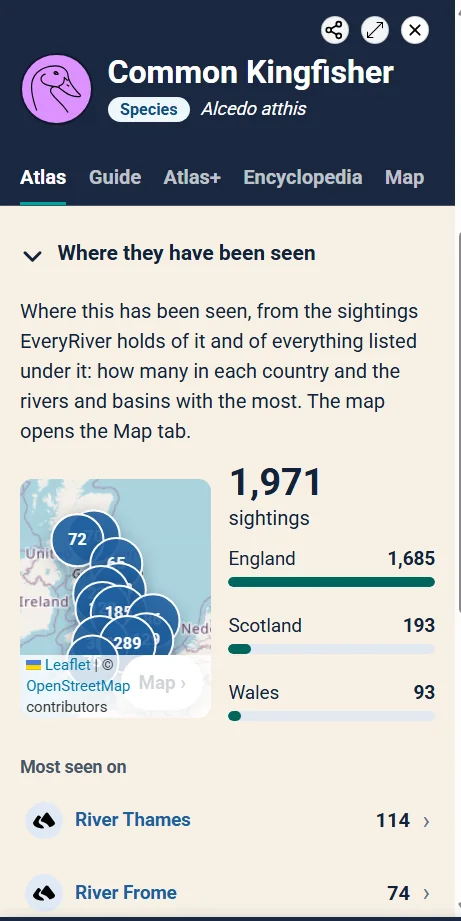 Common Kingfisher
Species Alcedo atthis
Atlas Guide Atlas+ Encyclopedia Map
Where they have been seen
Where this has been seen, from the sightings
EveryRiver holds of it and of everything listed
under it: how many in each country and the
rivers and basins with the most. The map
opens the Map tab.
1,971
sightings
England 1,685
Scotland 193
Wales 93
72
65
185
289
Unit
Ireland
Ned
Leaflet | ©
OpenStreetMap
contributors
Map ›
Most seen on
River Thames 114 ›
River Frome 74 ›